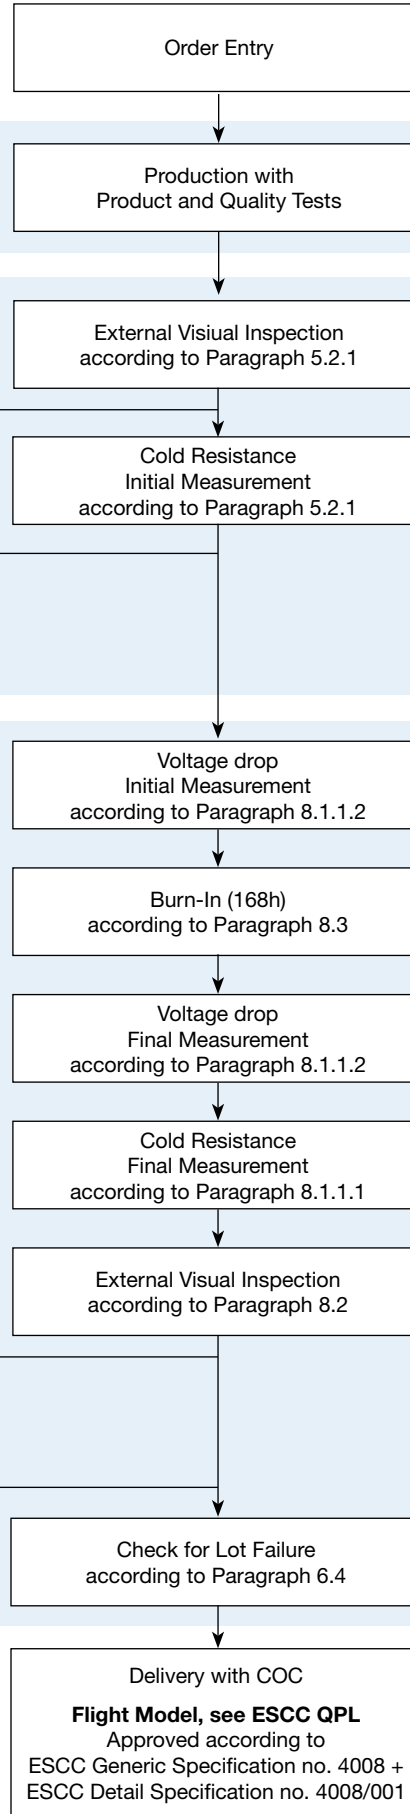 Order Entry
Production with
Product and Quality Tests
External Visiual Inspection
according to Paragraph 5.2.1
Cold Resistance
Initial Measurement
according to Paragraph 5.2.1
Voltage drop
Initial Measurement
according to Paragraph 8.1.1.2
Burn-In (168h)
according to Paragraph 8.3
Voltage drop
Final Measurement
according to Paragraph 8.1.1.2
Cold Resistance
Final Measurement
according to Paragraph 8.1.1.1
External Visual Inspection
according to Paragraph 8.2
Check for Lot Failure
according to Paragraph 6.4
Delivery with COC
Flight Model, see ESCC QPL
Approved according to
ESCC Generic Specification no. 4008 +
ESCC Detail Specification no. 4008/001